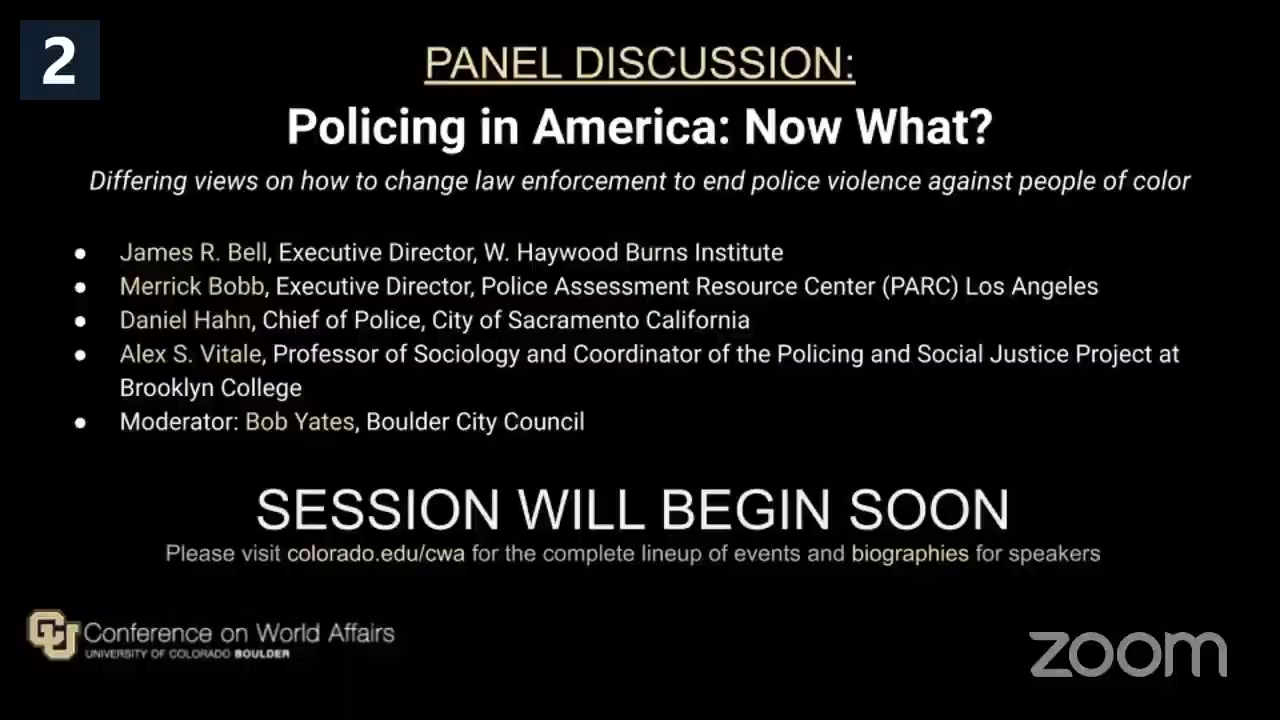 2
PANEL DISCUSSION:
Policing in America: Now What?
Differing views on how to change law enforcement to end police violence against people of color
● James R. Bell, Executive Director, W. Haywood Burns Institute
● Merrick Bobb, Executive Director, Police Assessment Resource Center (PARC) Los Angeles
● Daniel Hahn, Chief of Police, City of Sacramento California
● Alex S. Vitale, Professor of Sociology and Coordinator of the Policing and Social Justice Project at
Brooklyn College
● Moderator: Bob Yates, Boulder City Council
SESSION WILL BEGIN SOON
Please visit colorado.edu/cwa for the complete lineup of events and biographies for speakers
CU Conference on World Affairs
UNIVERSITY OF COLORADO BOULDER
zoom